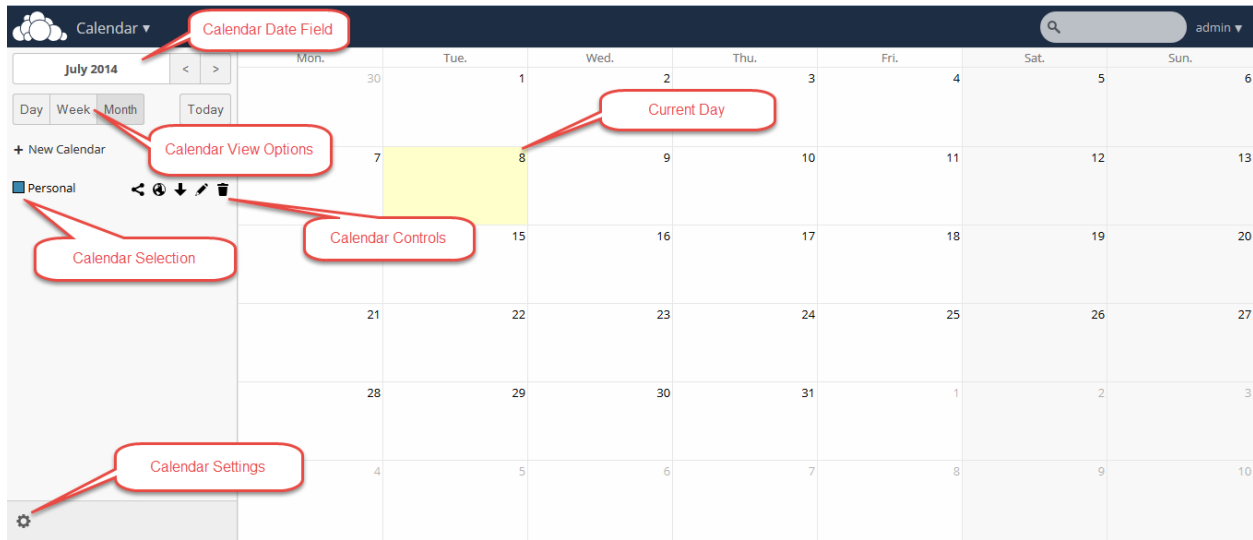 Calendar ▾
Calendar Date Field
admin ▾
July 2014 < >
Mon. Tue. Wed. Thu. Fri. Sat. Sun.
30 1 2 3 4 5 6
Day Week Month Today
Current Day
+ New Calendar
Calendar View Options
7 8 9 10 11 12 13
Personal
Calendar Controls
15 16 17 18 19 20
Calendar Selection
21 22 23 24 25 26 27
28 29 30 31 1 2 3
Calendar Settings
4 5 6 7 8 9 10